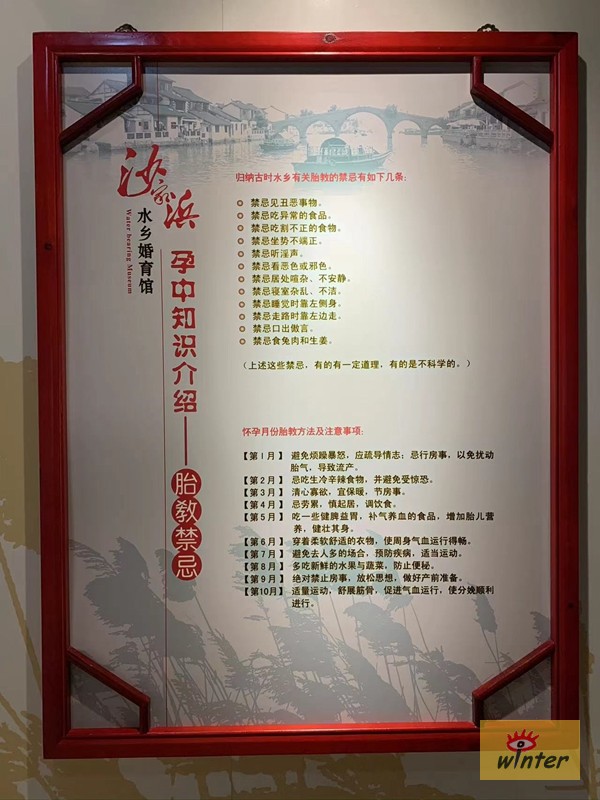 沙家浜
水乡婚育馆
Water bearing Museum
孕中知识介绍——胎教禁忌
归纳古时水乡有关胎教的禁忌有如下几条:
禁忌见丑恶事物。
禁忌吃异常的食品。
禁忌吃割不正的食物。
禁忌坐势不端正。
禁忌听淫声。
禁忌看恶色或邪色。
禁忌居处喧杂、不安静。
禁忌寝室杂乱、不洁。
禁忌睡觉时靠左侧身。
禁忌走路时靠左边走。
禁忌口出傲言。
禁忌食兔肉和生姜。
(上述这些禁忌，有的有一定道理，有的是不科学的。)
怀孕月份胎教方法及注意事项:
【第1月】 避免烦躁暴怒，应疏导情志；忌行房事，以免扰动
胎气，导致流产。
【第2月】 忌吃生冷辛辣食物，并避免受惊恐。
【第3月】 清心寡欲，宜保暖，节房事。
【第4月】 忌劳累，慎起居，调饮食。
【第5月】 吃一些健脾益胃，补气养血的食品，增加胎儿营
养，健壮其身。
【第6月】 穿着柔软舒适的衣物，使周身气血运行得畅。
【第7月】 避免去人多的场合，预防疾病，适当运动。
【第8月】 多吃新鲜的水果与蔬菜，防止便秘。
【第9月】 绝对禁止房事，放松思想，做好产前准备。
【第10月】 适量运动，舒展筋骨，促进气血运行，使分娩顺利
进行。
winter